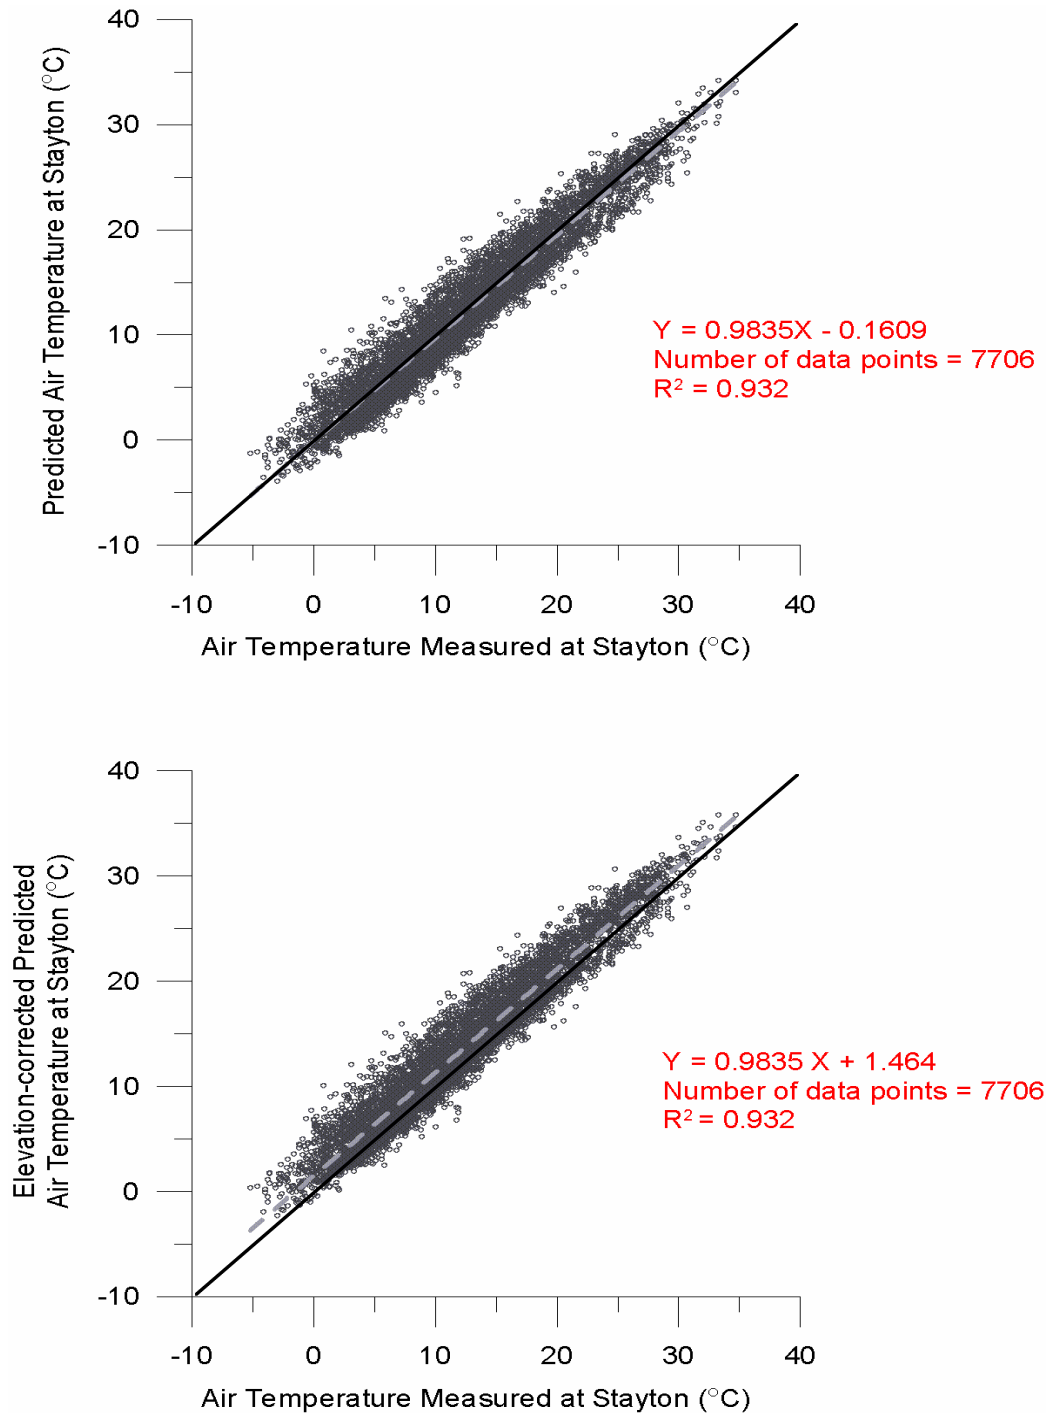 40
30
20
10
0
-10
Predicted Air Temperature at Stayton (°C)
Y = 0.9835X - 0.1609
Number of data points = 7706
R² = 0.932
-10 0 10 20 30 40
Air Temperature Measured at Stayton (°C)
40
30
20
10
0
-10
Elevation-corrected Predicted
Air Temperature at Stayton (°C)
Y = 0.9835 X + 1.464
Number of data points = 7706
R² = 0.932
-10 0 10 20 30 40
Air Temperature Measured at Stayton (°C)